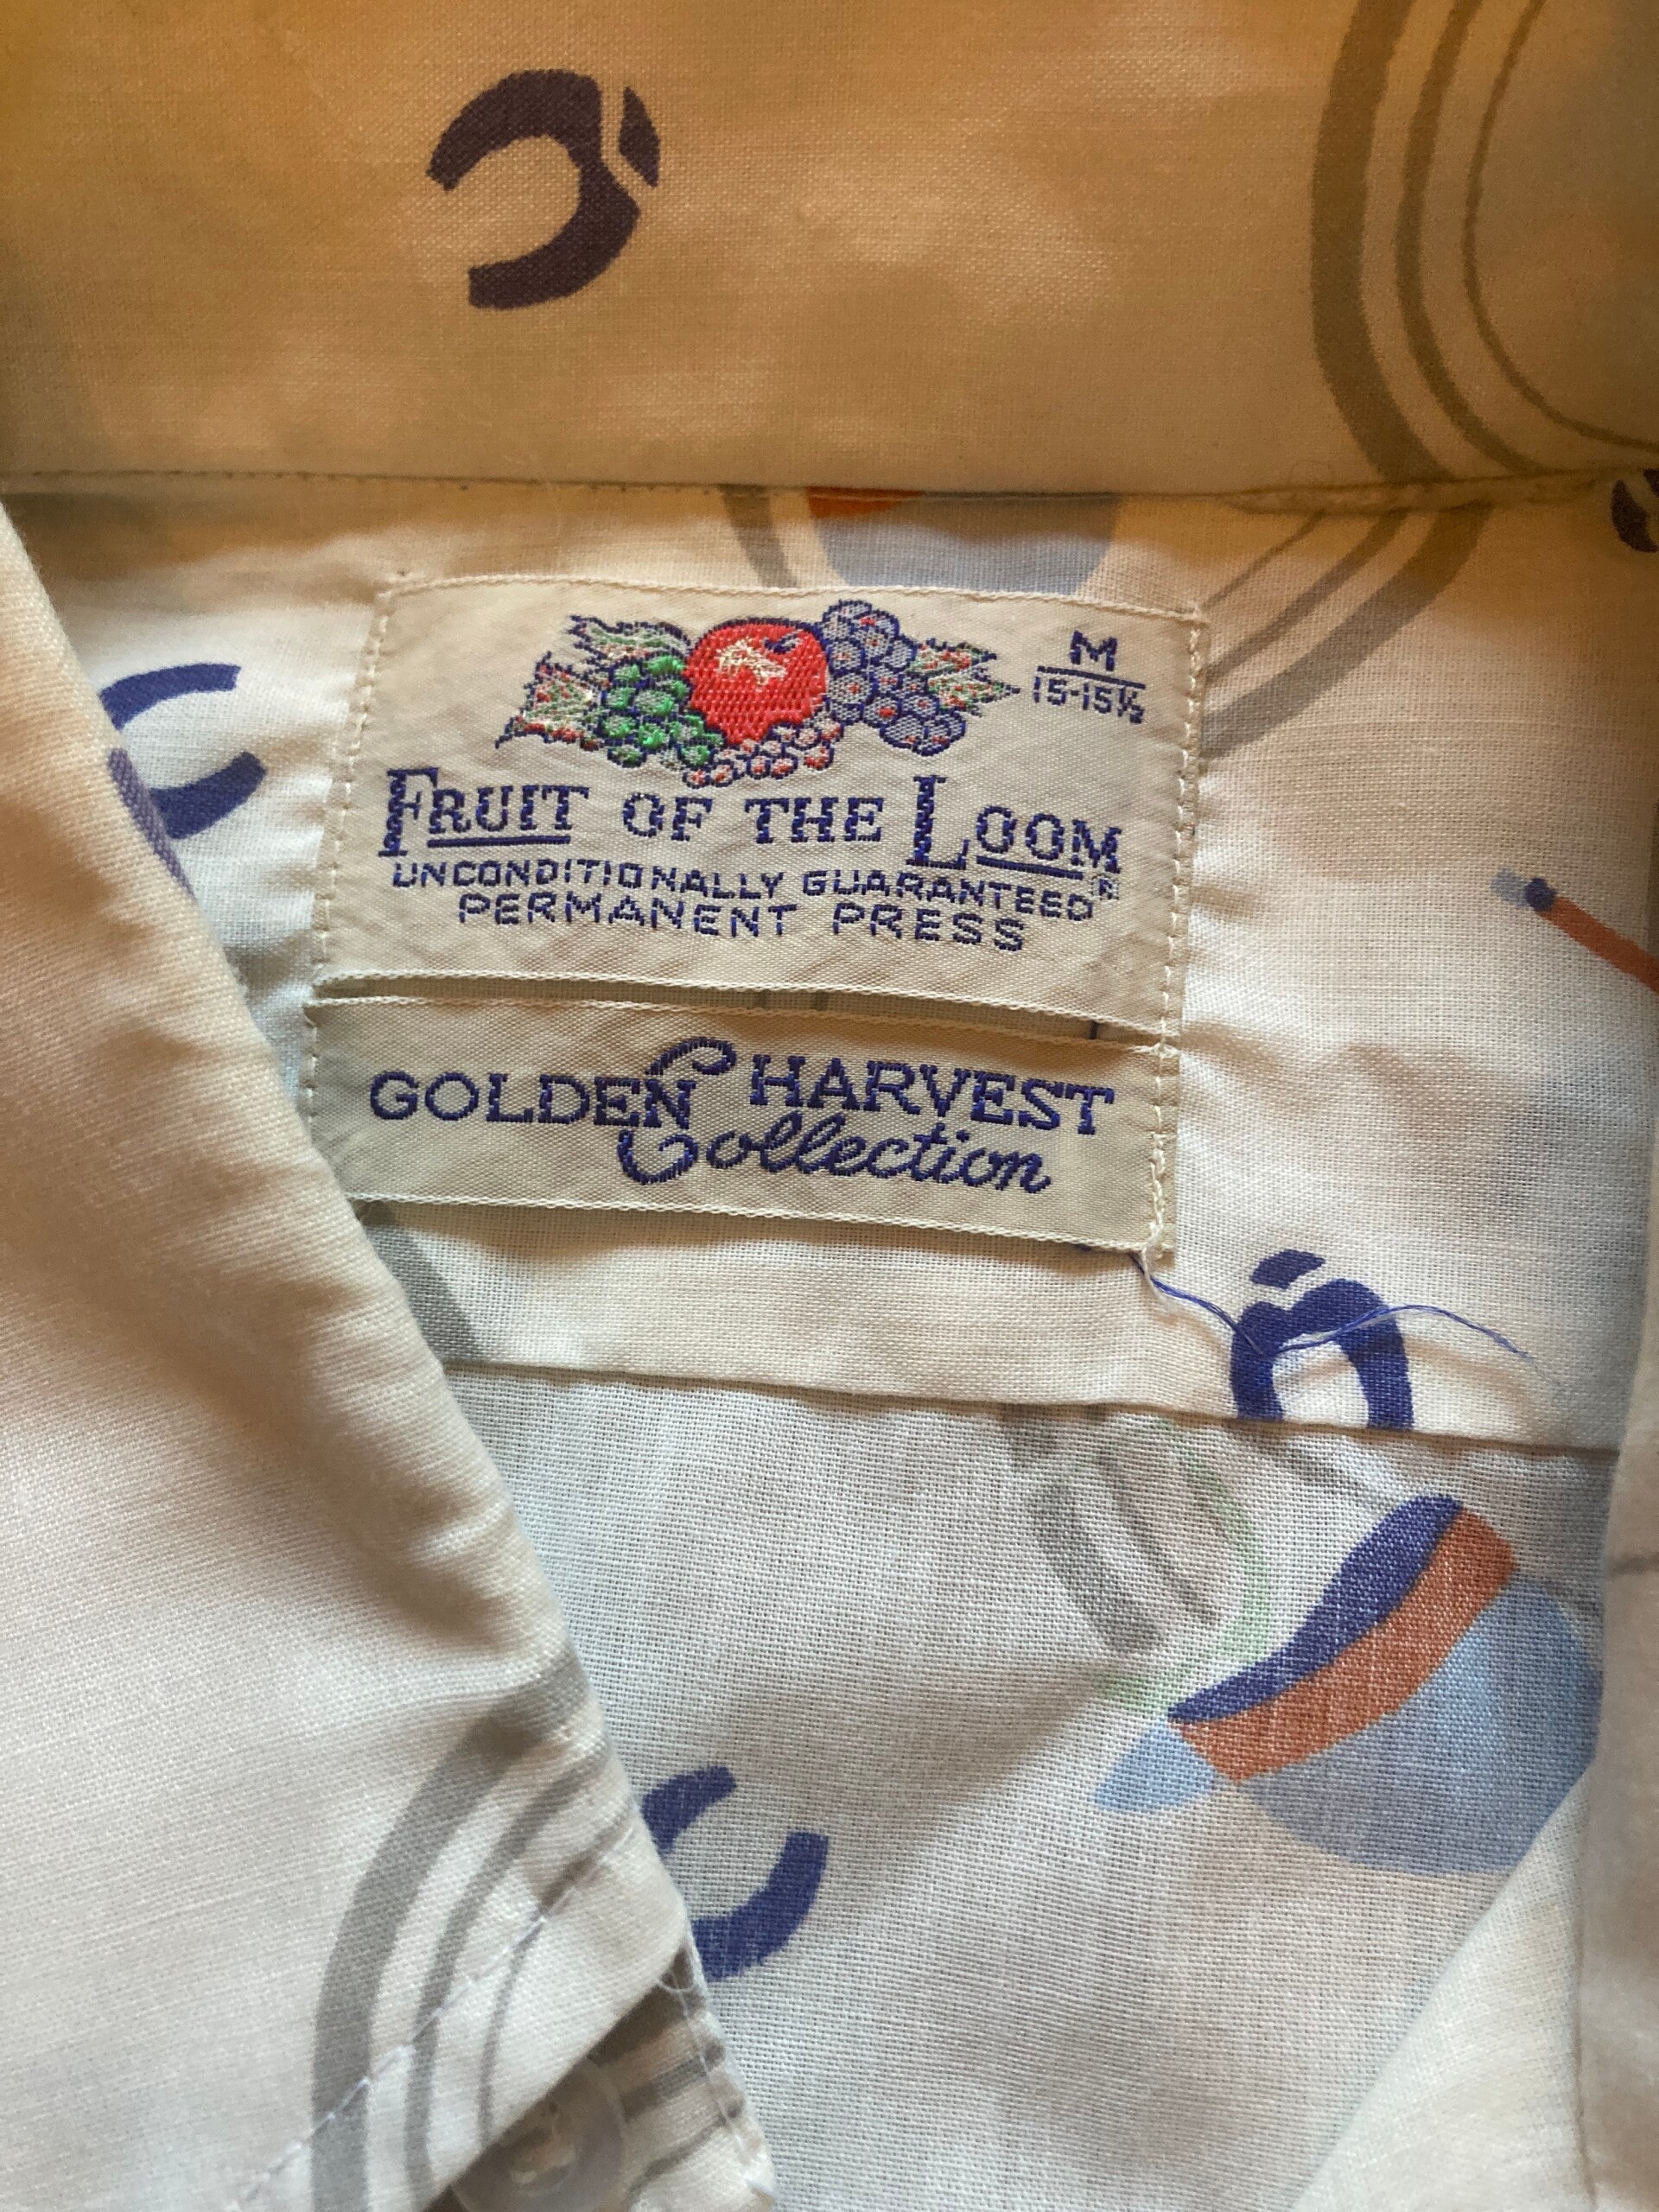 M
15-15½
FRUIT OF THE LOOM
UNCONDITIONALLY GUARANTEED®
PERMANENT PRESS
GOLDEN HARVEST
Collection